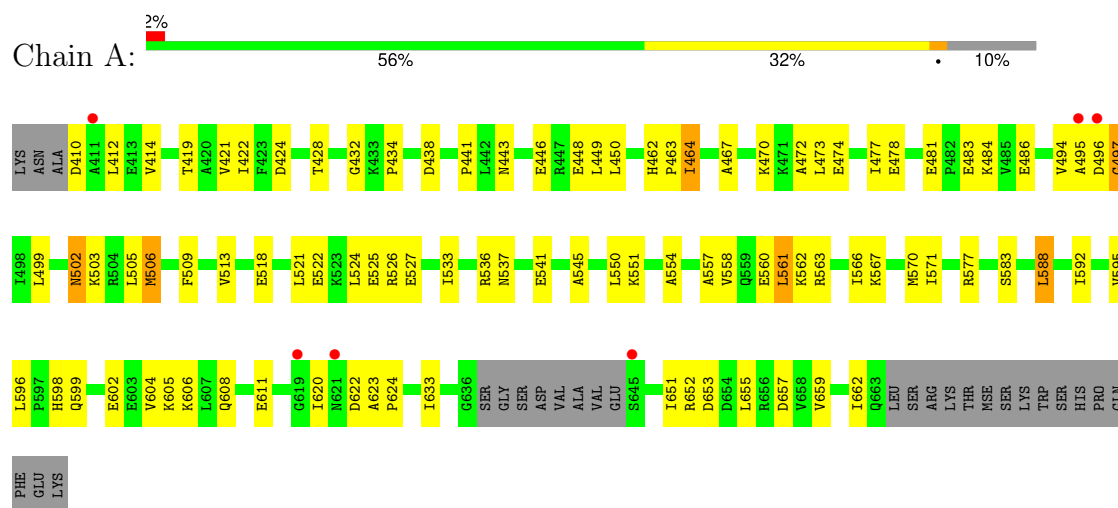 2%
Chain A:
56% 32% • 10%
LYS ASN ALA D410 A411 L412 E413 V414 T419 A420 V421 I422 F423 D424 T428 G432 K433 P434 D438 P441 L442 N443 E446 R447 E448 L449 L450 H462 P463 I464 A467 K470 K471 A472 L473 E474 I477 E478 E481 P482 E483 K484 V485 E486 V494 A495 D496 G497
I498 L499 N502 K503 R504 L505 M506 F509 V513 E518 L521 E522 K523 L524 E525 R526 E527 I533 R536 N537 E541 A545 L550 K551 A554 A557 V558 Q559 E560 L561 K562 R563 I566 K567 M570 I571 R577 S583 L588 I592 V595
L596 P597 H598 Q599 E602 E603 V604 K605 K606 L607 Q608 E611 G619 I620 N621 D622 A623 P624 I633 G636 SER GLY SER ASP VAL ALA VAL GLU S645 I651 R652 D653 D654 L655 R656 D657 V658 V659 I662 Q663 LEU SER ARG LYS THR MSE SER LYS TRP SER HIS PRO GLN
PHE GLU LYS